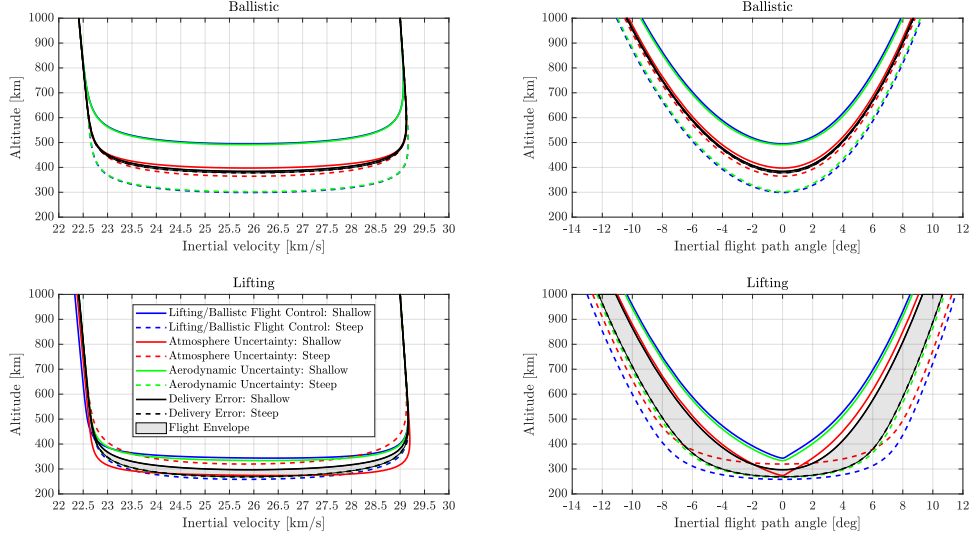 Ballistic
1000
900
800
700
600
500
400
300
200
Altitude [km]
22 22.5 23 23.5 24 24.5 25 25.5 26 26.5 27 27.5 28 28.5 29 29.5 30
Inertial velocity [km/s]
Ballistic
1000
900
800
700
600
500
400
300
200
Altitude [km]
-14 -12 -10 -8 -6 -4 -2 0 2 4 6 8 10 12
Inertial flight path angle [deg]
Lifting
1000
900
800
700
600
500
400
300
200
Altitude [km]
Lifting/Ballistc Flight Control: Shallow
Lifting/Ballistic Flight Control: Steep
Atmosphere Uncertainty: Shallow
Atmosphere Uncertainty: Steep
Aerodynamic Uncertainty: Shallow
Aerodynamic Uncertainty: Steep
Delivery Error: Shallow
Delivery Error: Steep
Flight Envelope
22 22.5 23 23.5 24 24.5 25 25.5 26 26.5 27 27.5 28 28.5 29 29.5 30
Inertial velocity [km/s]
Lifting
1000
900
800
700
600
500
400
300
200
Altitude [km]
-14 -12 -10 -8 -6 -4 -2 0 2 4 6 8 10 12
Inertial flight path angle [deg]